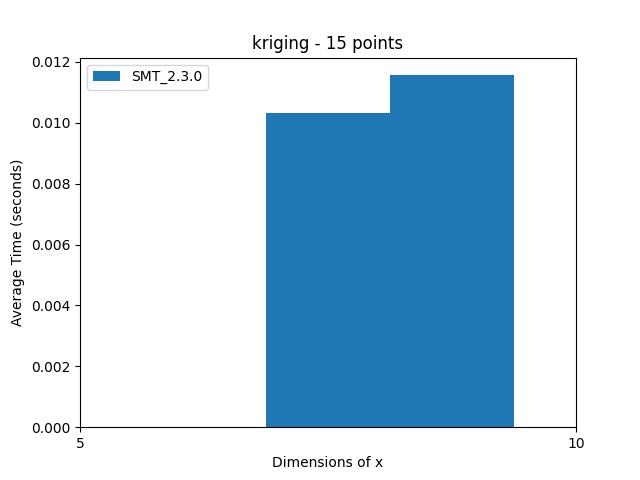 kriging - 15 points
SMT_2.3.0
0.012
0.010
0.008
0.006
0.004
0.002
0.000
Average Time (seconds)
5
10
Dimensions of x